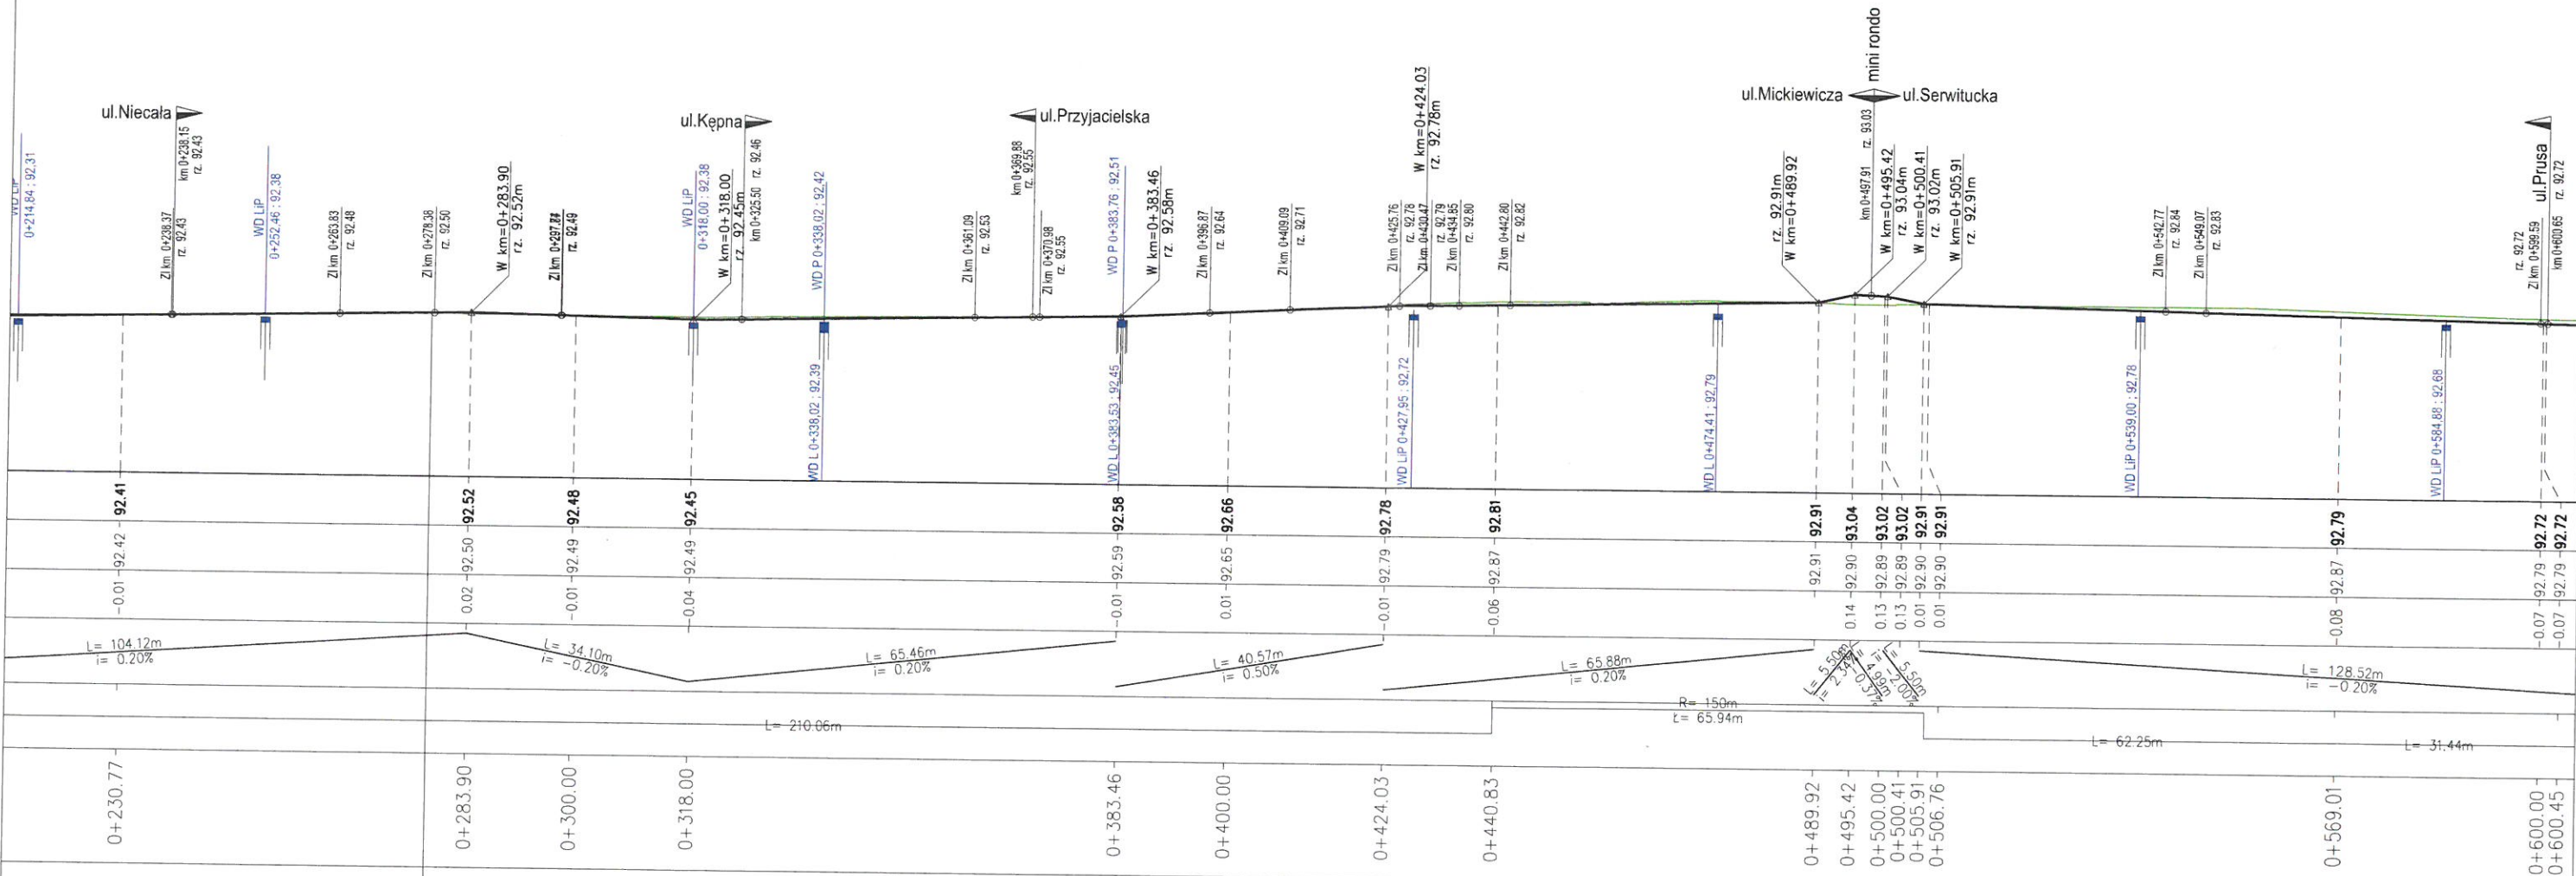 mini rondo
ul.Niecała
km 0+238.15
rz. 92.43
ul.Kępna
km 0+325.50 rz. 92.46
ul.Przyjacielska
km 0+369.88
rz. 92.55
ul.Mickiewicza
ul.Serwitucka
km 0+497.91 rz. 93.03
ul.Prusa
km 0+600.65 rz. 92.72
WD LiP
0+214,84 ; 92,31
ZI km 0+238.37
rz. 92.43
WD LiP
0+252,46 ; 92,38
ZI km 0+263.83
rz. 92.48
ZI km 0+278.38
rz. 92.50
W km=0+283.90
rz. 92.52m
rz. 92.49
WD LiP
0+318,00 ; 92,38
W km=0+318.00
rz. 92.45m
WD P 0+338,02 ; 92,42
ZI km 0+361.09
rz. 92.53
ZI km 0+370.98
rz. 92.55
WD P 0+383,76 ; 92,51
W km=0+383.46
rz. 92.58m
ZI km 0+396.87
rz. 92.64
ZI km 0+409.09
rz. 92.71
W km=0+424.03
rz. 92.78m
ZI km 0+425.76
rz. 92.78
ZI km 0+430.47
rz. 92.79
ZI km 0+434.85
rz. 92.80
ZI km 0+442.80
rz. 92.82
rz. 92.91m
W km=0+489.92
W km=0+495.42
rz. 93.04m
W km=0+500.41
rz. 93.02m
W km=0+505.91
rz. 92.91m
ZI km 0+542.77
rz. 92.84
ZI km 0+549.07
rz. 92.83
rz. 92.72
ZI km 0+599.59
WD L 0+338,02 ; 92,39
WD L 0+383,53 ; 92,45
WD LiP 0+427,95 ; 92,72
WD L 0+474,41 ; 92,79
WD LiP 0+539,00 ; 92,78
WD LiP 0+584,88 ; 92,68
92.41 92.52 92.48 92.45 92.58 92.66 92.78 92.81 92.91 93.04 93.02 93.02 92.91 92.91 92.79 92.72 92.72
92.42 92.50 92.49 92.49 92.59 92.65 92.79 92.87 92.91 92.90 92.89 92.89 92.90 92.90 92.87 92.79 92.79
-0.01 0.02 -0.01 -0.04 -0.01 0.01 -0.01 -0.06 0.14 0.13 0.13 0.01 0.01 -0.08 -0.07 -0.07
L= 104.12m
i= 0.20%
L= 34.10m
i= -0.20%
L= 65.46m
i= 0.20%
L= 40.57m
i= 0.50%
L= 65.88m
i= 0.20%
L= 5.50m
i= 2.34%
L= 4.99m
i= -0.37%
L= 5.50m
i= -2.00%
L= 128.52m
i= -0.20%
L= 210.06m
R= 150m
Ł= 65.94m
L= 62.25m
L= 31.44m
0+230.77 0+283.90 0+300.00 0+318.00 0+383.46 0+400.00 0+424.03 0+440.83 0+489.92 0+495.42 0+500.00 0+500.41 0+505.91 0+506.76 0+569.01 0+600.00 0+600.45